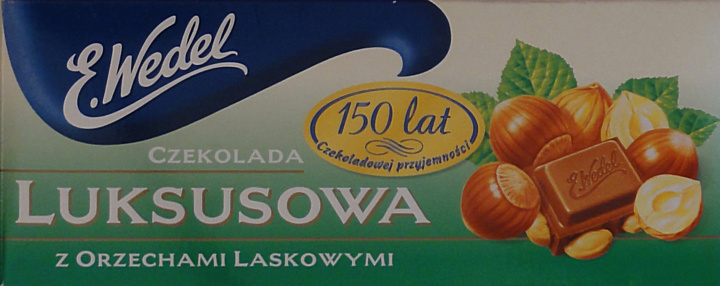 E. Wedel
150 lat
Czekoladowej przyjemności
CZEKOLADA
LUKSUSOWA
Z ORZECHAMI LASKOWYMI
E. Wedel